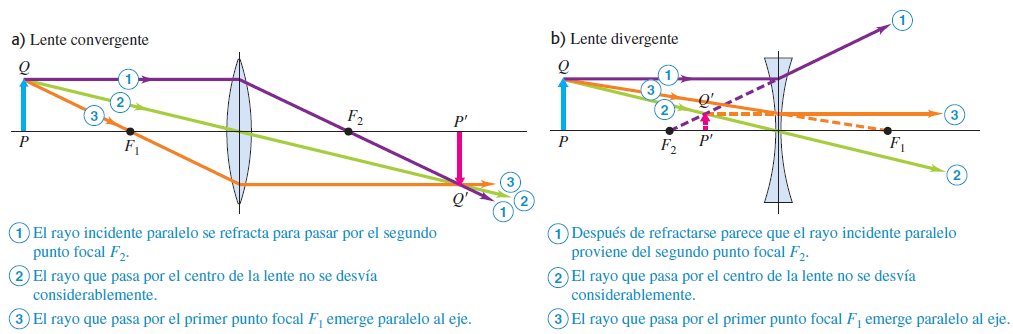 a) Lente convergente
Q
1
2
3
P
F1
F2
P′
Q′
3
2
1
1 El rayo incidente paralelo se refracta para pasar por el segundo
punto focal F2.
2 El rayo que pasa por el centro de la lente no se desvía
considerablemente.
3 El rayo que pasa por el primer punto focal F1 emerge paralelo al eje.
b) Lente divergente
1
Q
1
3
2
Q′
3
P
F2
P′
F1
2
1 Después de refractarse parece que el rayo incidente paralelo
proviene del segundo punto focal F2.
2 El rayo que pasa por el centro de la lente no se desvía
considerablemente.
3 El rayo que pasa por el primer punto focal F1 emerge paralelo al eje.